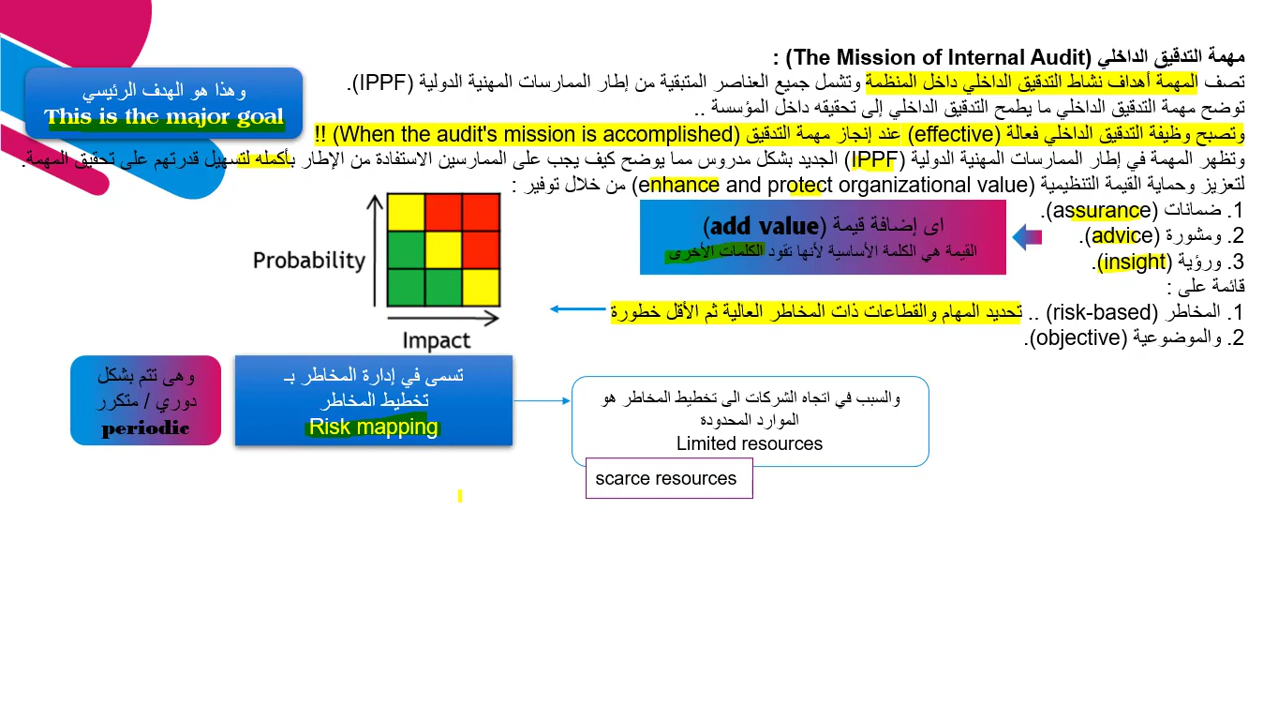 مهمة التدقيق الداخلي (The Mission of Internal Audit) :
تصف المهمة أهداف نشاط التدقيق الداخلي داخل المنظمة وتشمل جميع العناصر المتبقية من إطار الممارسات المهنية الدولية (IPPF).
توضح مهمة التدقيق الداخلي ما يطمح التدقيق الداخلي إلى تحقيقه داخل المؤسسة ..
وتصبح وظيفة التدقيق الداخلي فعالة (effective) عند إنجاز مهمة التدقيق (When the audit's mission is accomplished) !!
وتظهر المهمة في إطار الممارسات المهنية الدولية (IPPF) الجديد بشكل مدروس مما يوضح كيف يجب على الممارسين الاستفادة من الإطار بأكمله لتسهيل قدرتهم على تحقيق المهمة.
لتعزيز وحماية القيمة التنظيمية (enhance and protect organizational value) من خلال توفير :
1. ضمانات (assurance).
2. ومشورة (advice).
3. ورؤية (insight).
قائمة على :
1. المخاطر (risk-based) .. تحديد المهام والقطاعات ذات المخاطر العالية ثم الأقل خطورة
2. والموضوعية (objective).
وهذا هو الهدف الرئيسي
This is the major goal
اى إضافة قيمة (add value)
القيمة هي الكلمة الأساسية لأنها تقود الكلمات الأخرى
Probability
Impact
تسمى في إدارة المخاطر بـ
تخطيط المخاطر
Risk mapping
وهى تتم بشكل
دوري / متكرر
periodic
والسبب في اتجاه الشركات الى تخطيط المخاطر هو
الموارد المحدودة
Limited resources
scarce resources